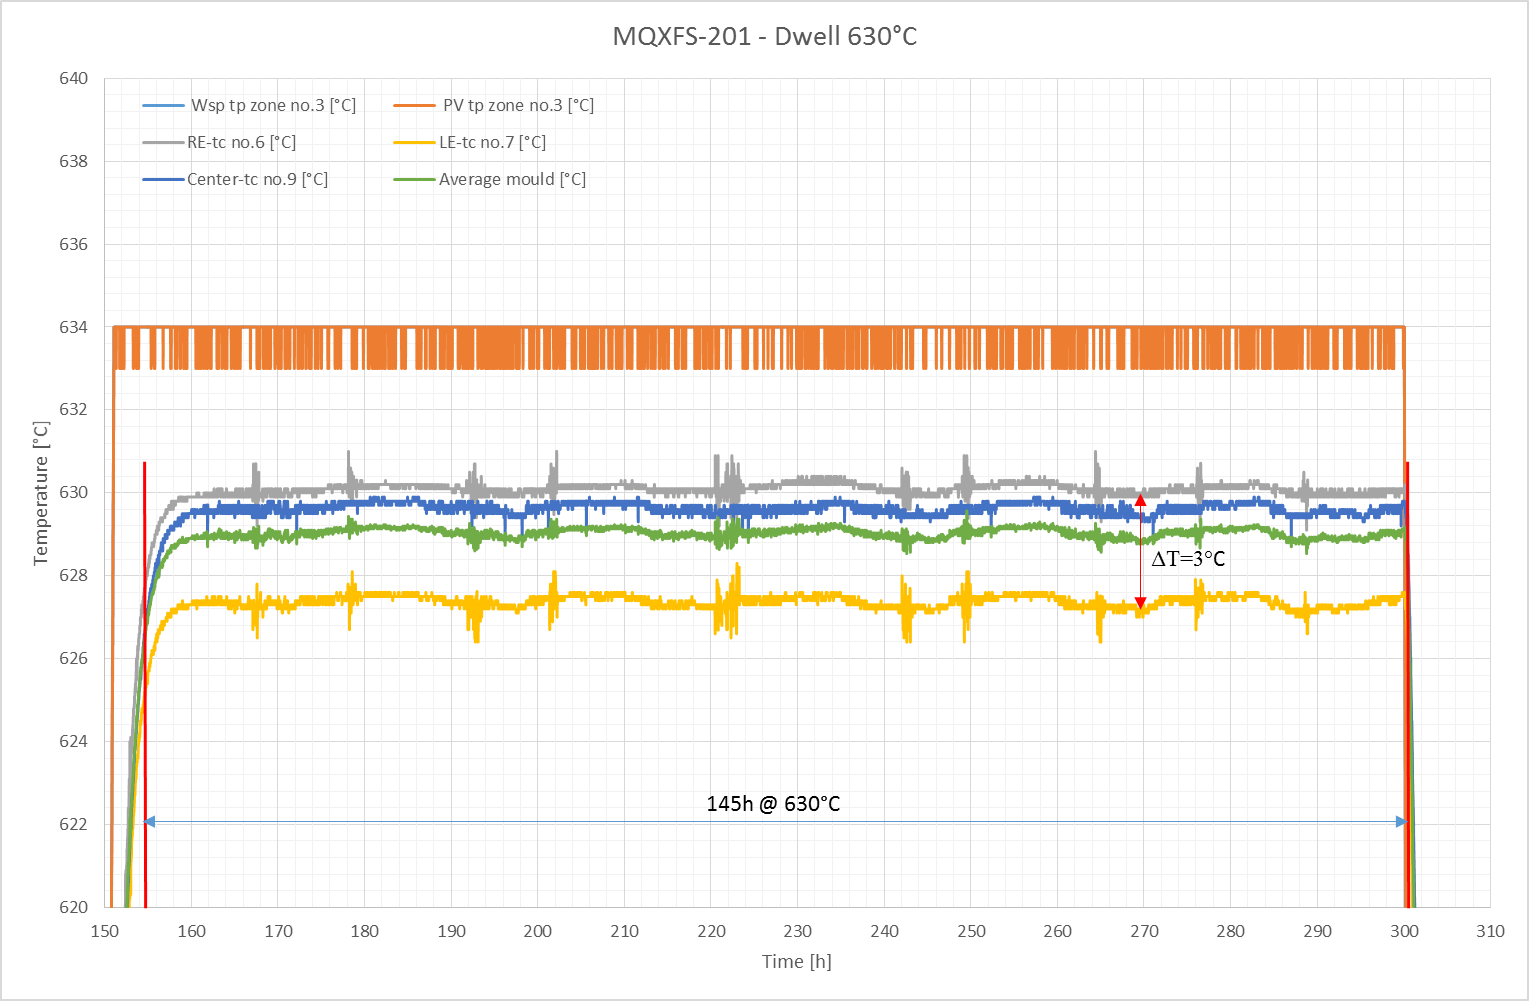 MQXFS-201 - Dwell 630°C
640
638
636
634
632
630
628
626
624
622
620
Temperature [°C]
Wsp tp zone no.3 [°C] PV tp zone no.3 [°C]
RE-tc no.6 [°C] LE-tc no.7 [°C]
Center-tc no.9 [°C] Average mould [°C]
ΔT=3°C
145h @ 630°C
150 160 170 180 190 200 210 220 230 240 250 260 270 280 290 300 310
Time [h]